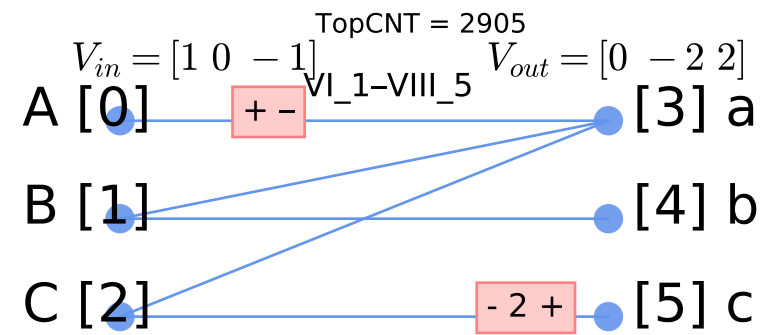 TopCNT = 2905
V_in = [1 0 − 1] V_out = [0 − 2 2]
VI_1–VIII_5
A [0] + – [3] a
B [1] [4] b
C [2] - 2 + [5] c